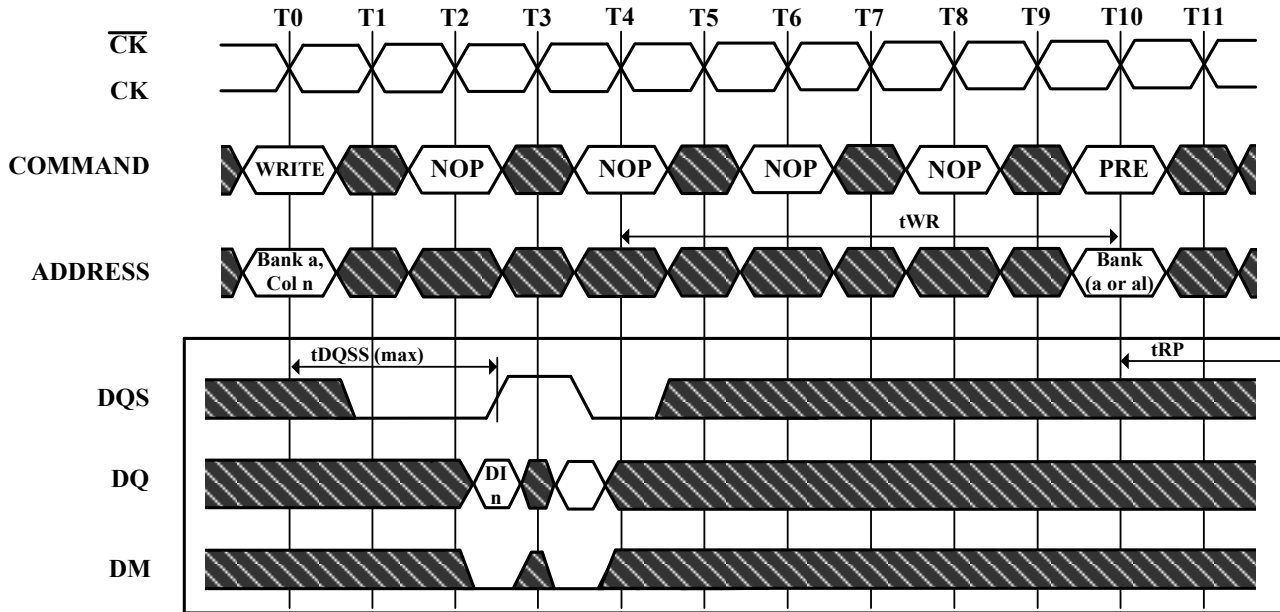 T0 T1 T2 T3 T4 T5 T6 T7 T8 T9 T10 T11
CK
CK
COMMAND WRITE NOP NOP NOP NOP PRE
tWR
ADDRESS Bank a, Col n Bank (a or al)
tDQSS (max) tRP
DQS
DQ DI n
DM